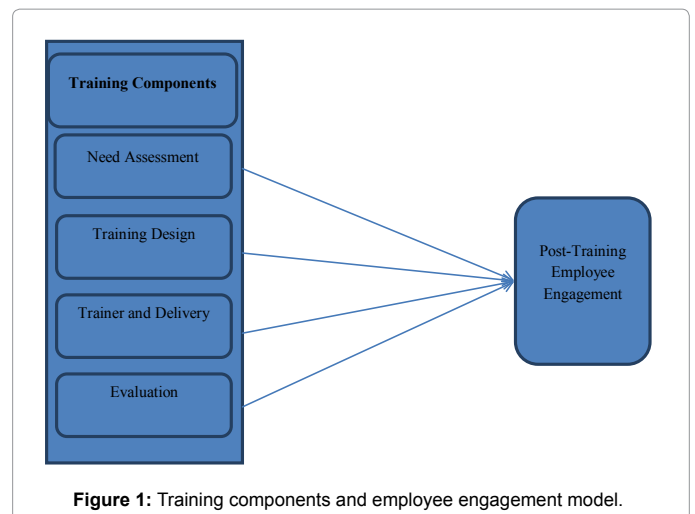 Training Components
Need Assessment
Training Design
Trainer and Delivery
Evaluation
Post-Training
Employee
Engagement
Figure 1: Training components and employee engagement model.